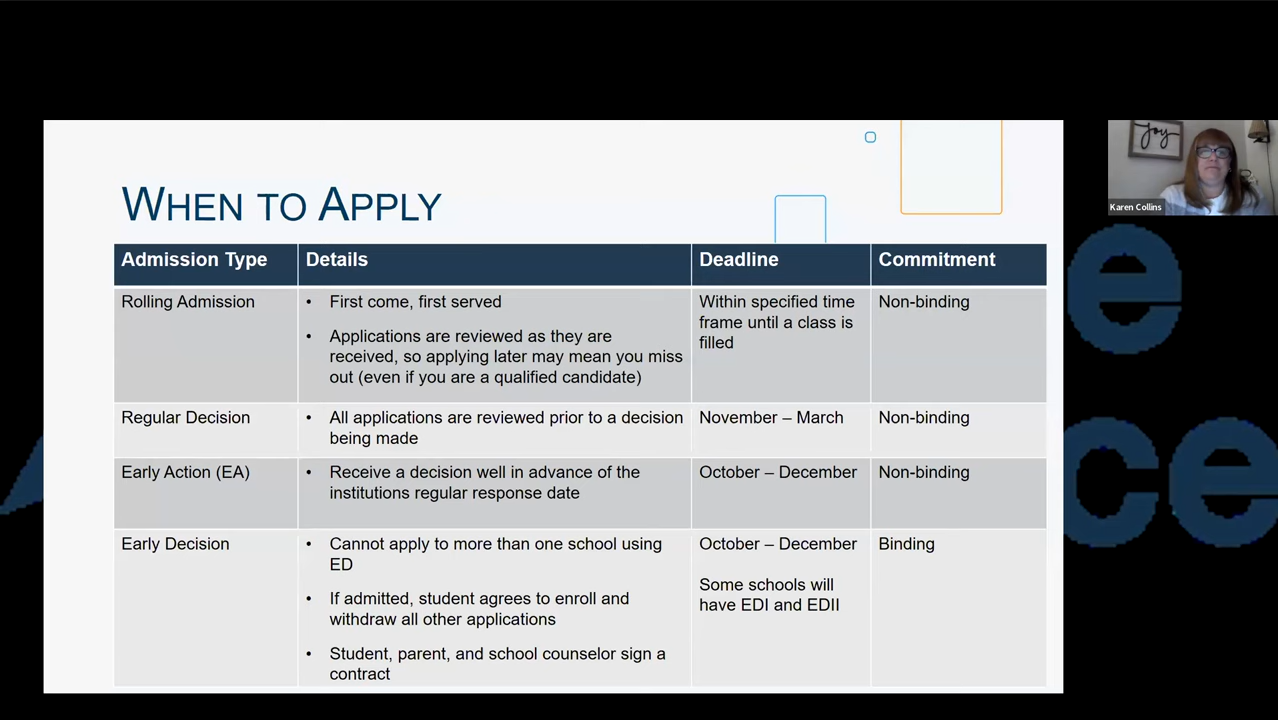 WHEN TO APPLY
Admission Type
Details
Deadline
Commitment
Rolling Admission
• First come, first served
• Applications are reviewed as they are
received, so applying later may mean you miss
out (even if you are a qualified candidate)
Within specified time
frame until a class is
filled
Non-binding
Regular Decision
• All applications are reviewed prior to a decision
being made
November – March
Non-binding
Early Action (EA)
• Receive a decision well in advance of the
institutions regular response date
October – December
Non-binding
Early Decision
• Cannot apply to more than one school using
ED
• If admitted, student agrees to enroll and
withdraw all other applications
• Student, parent, and school counselor sign a
contract
October – December
Some schools will
have EDI and EDII
Binding
Joy
Karen Collins
e
ce